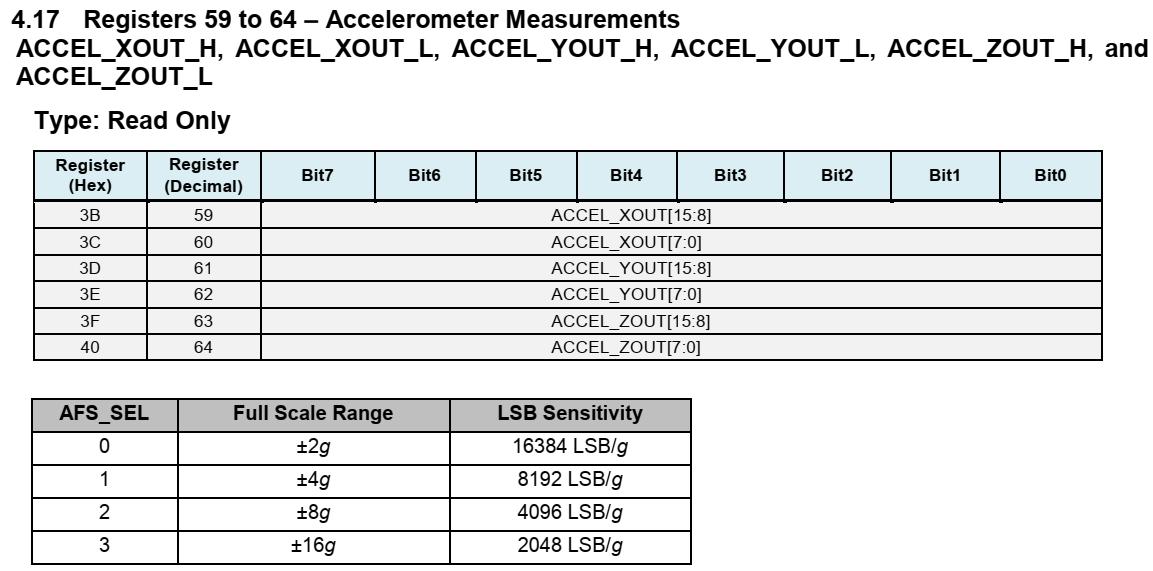 4.17 Registers 59 to 64 – Accelerometer Measurements
ACCEL_XOUT_H, ACCEL_XOUT_L, ACCEL_YOUT_H, ACCEL_YOUT_L, ACCEL_ZOUT_H, and
ACCEL_ZOUT_L
Type: Read Only
Register (Hex) Register (Decimal) Bit7 Bit6 Bit5 Bit4 Bit3 Bit2 Bit1 Bit0
3B 59 ACCEL_XOUT[15:8]
3C 60 ACCEL_XOUT[7:0]
3D 61 ACCEL_YOUT[15:8]
3E 62 ACCEL_YOUT[7:0]
3F 63 ACCEL_ZOUT[15:8]
40 64 ACCEL_ZOUT[7:0]
AFS_SEL Full Scale Range LSB Sensitivity
0 ±2g 16384 LSB/g
1 ±4g 8192 LSB/g
2 ±8g 4096 LSB/g
3 ±16g 2048 LSB/g